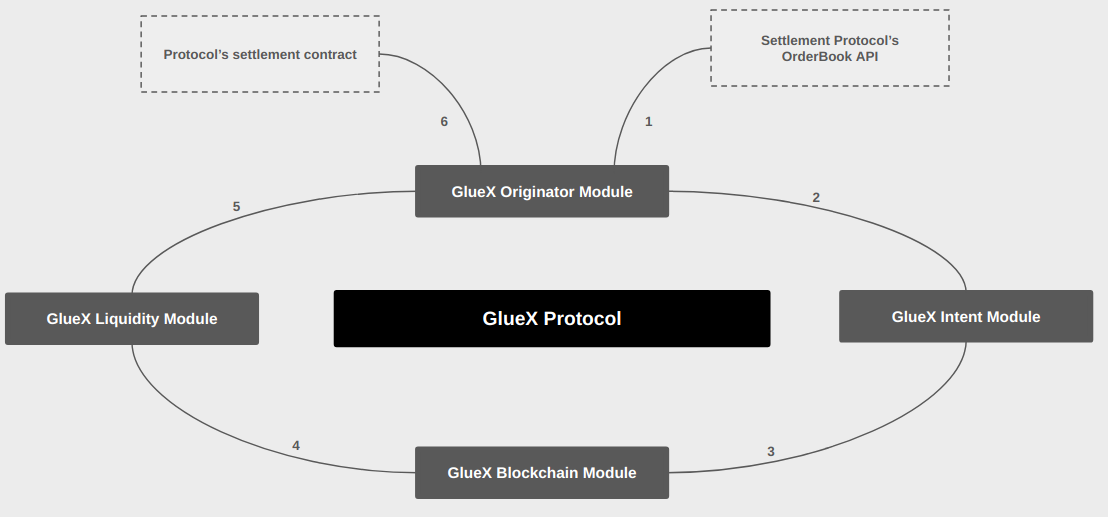 Protocol’s settlement contract
Settlement Protocol’s
OrderBook API
6
1
GlueX Originator Module
5
2
GlueX Liquidity Module
GlueX Protocol
GlueX Intent Module
4
3
GlueX Blockchain Module